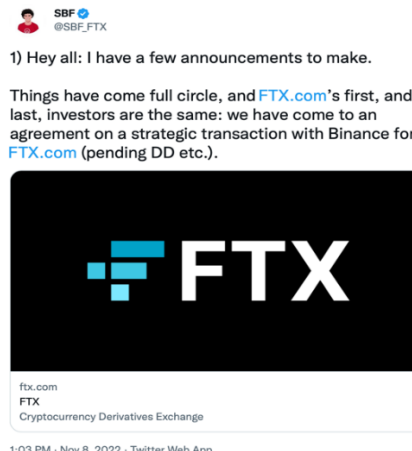 SBF
@SBF_FTX
1) Hey all: I have a few announcements to make.
Things have come full circle, and FTX.com's first, and
last, investors are the same: we have come to an
agreement on a strategic transaction with Binance for
FTX.com (pending DD etc.).
FTX
ftx.com
FTX
Cryptocurrency Derivatives Exchange
1:03 PM · Nov 8, 2022 · Twitter Web App